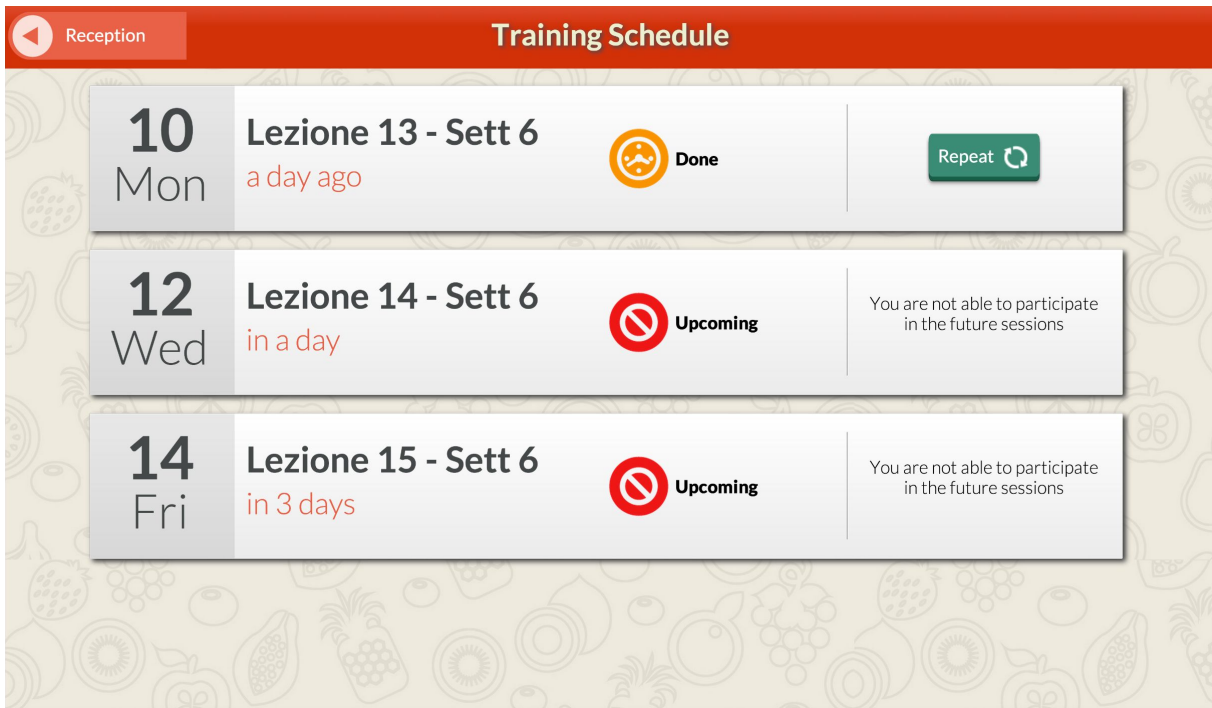 Reception
Training Schedule
10
Mon
Lezione 13 - Sett 6
a day ago
Done
Repeat
12
Wed
Lezione 14 - Sett 6
in a day
Upcoming
You are not able to participate
in the future sessions
14
Fri
Lezione 15 - Sett 6
in 3 days
Upcoming
You are not able to participate
in the future sessions